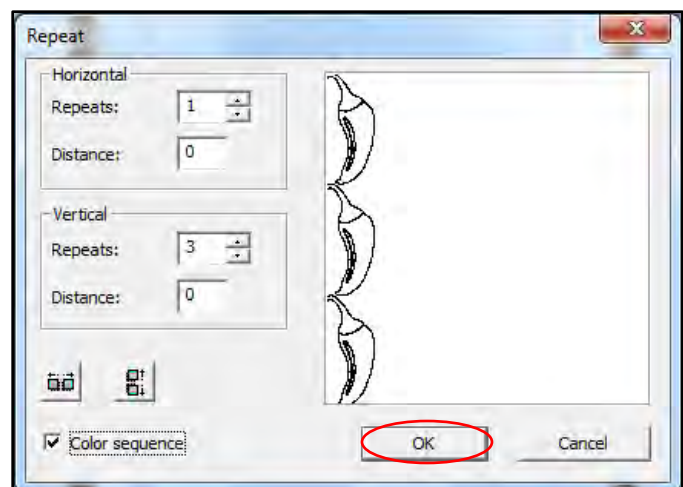 Repeat
Horizontal
Repeats: 1
Distance: 0
Vertical
Repeats: 3
Distance: 0
Color sequence
OK Cancel